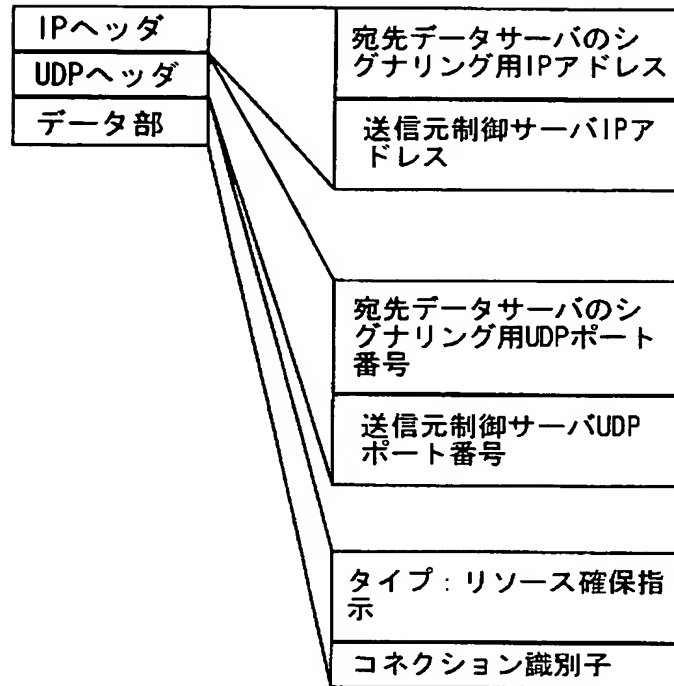 IPヘッダ
UDPヘッダ
データ部
宛先データサーバのシ
グナリング用IPアドレス
送信元制御サーバIPア
ドレス
宛先データサーバのシ
グナリング用UDPポート
番号
送信元制御サーバUDP
ポート番号
タイプ：リソース確保指
示
コネクション識別子